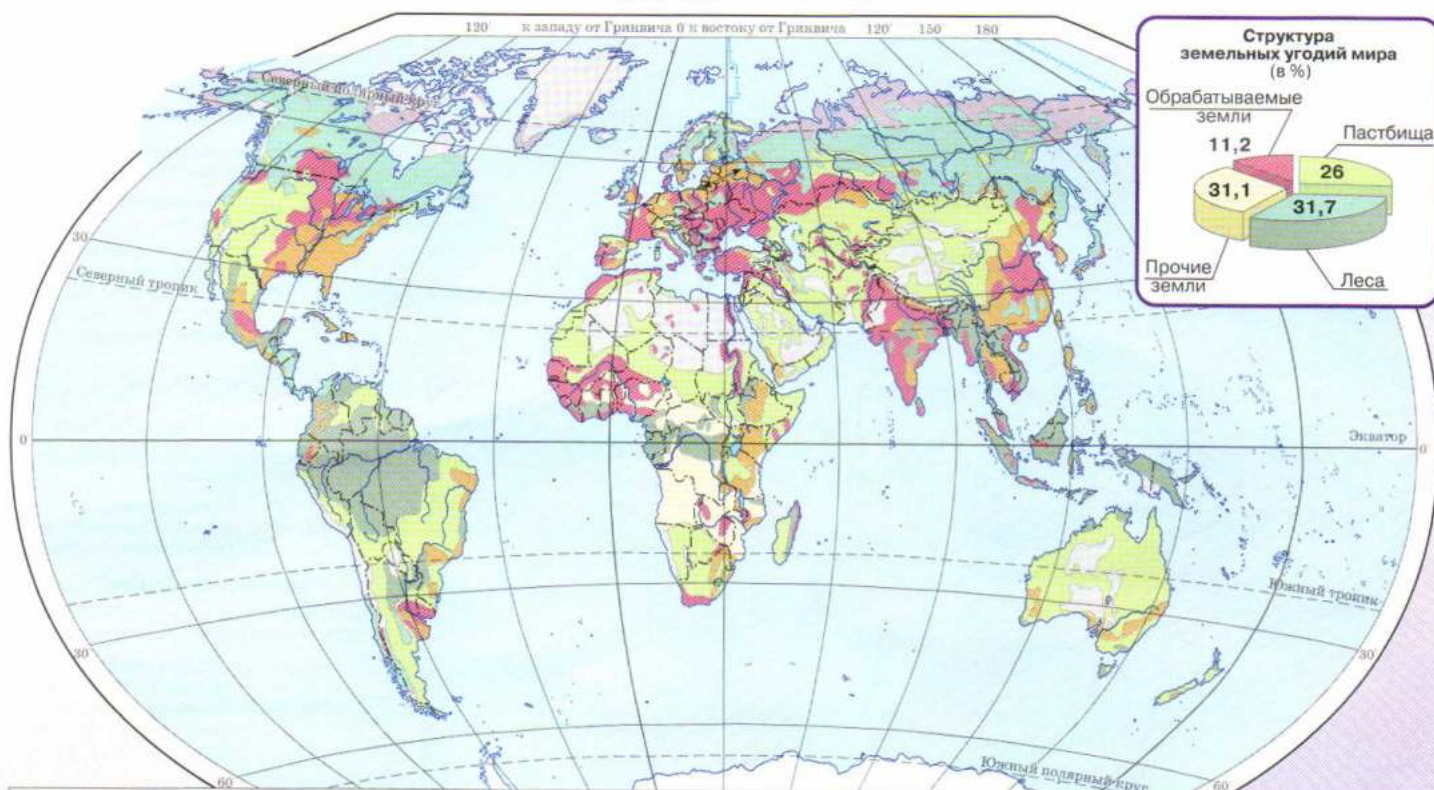 120° к западу от Гринвича 0° к востоку от Гринвича 120° 150° 180°
Структура
земельных угодий мира
(в %)
Обрабатываемые
земли
Пастбища
11,2
26
31,1
31,7
Прочие
земли
Леса
Северный полярный круг
30°
Северный тропик
0
Экватор
0°
Южный тропик
30°
30°
Южный полярный круг
60
60°